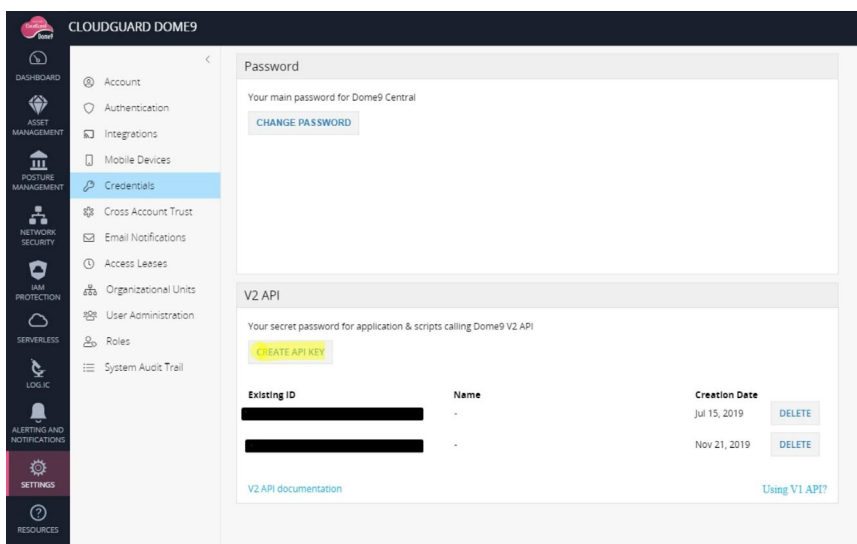 CloudGuard
Dome9
CLOUDGUARD DOME9
DASHBOARD
ASSET
MANAGEMENT
POSTURE
MANAGEMENT
NETWORK
SECURITY
IAM
PROTECTION
SERVERLESS
LOG.IC
ALERTING AND
NOTIFICATIONS
SETTINGS
RESOURCES
<
Account
Authentication
Integrations
Mobile Devices
Credentials
Cross Account Trust
Email Notifications
Access Leases
Organizational Units
User Administration
Roles
System Audit Trail
Password
Your main password for Dome9 Central
CHANGE PASSWORD
V2 API
Your secret password for application & scripts calling Dome9 V2 API
CREATE API KEY
Existing ID Name Creation Date
- Jul 15, 2019 DELETE
- Nov 21, 2019 DELETE
V2 API documentation Using V1 API?